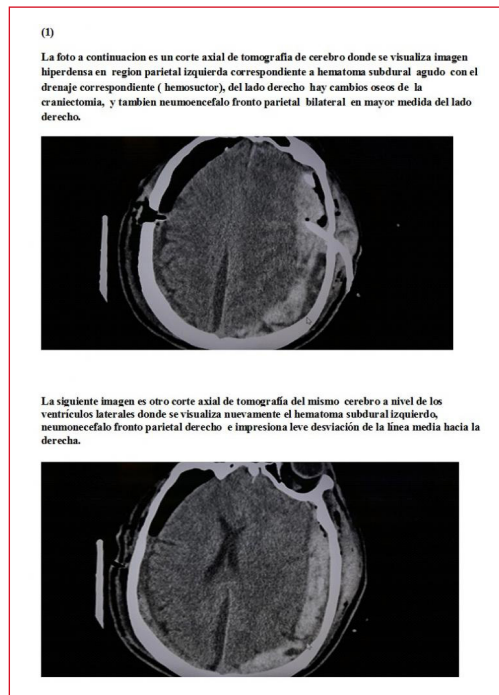 (1)
La foto a continuacion es un corte axial de tomografia de cerebro donde se visualiza imagen
hiperdensa en region parietal izquierda correspondiente a hematoma subdural agudo con el
drenaje correspondiente ( hemosuctor), del lado derecho hay cambios oseos de la
craniectomia, y tambien neumoencefalo fronto parietal bilateral en mayor medida del lado
derecho.
La siguiente imagen es otro corte axial de tomografía del mismo cerebro a nivel de los
ventrículos laterales donde se visualiza nuevamente el hematoma subdural izquierdo,
neumonecefalo fronto parietal derecho e impresiona leve desviación de la línea media hacia la
derecha.